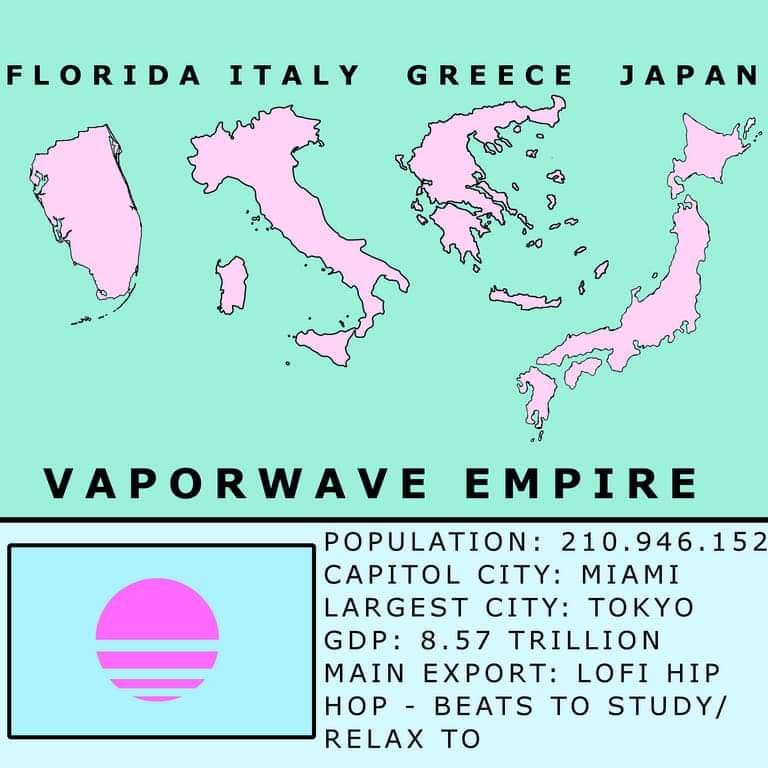 FLORIDA ITALY GREECE JAPAN
VAPORWAVE EMPIRE
POPULATION: 210.946.152
CAPITOL CITY: MIAMI
LARGEST CITY: TOKYO
GDP: 8.57 TRILLION
MAIN EXPORT: LOFI HIP
HOP - BEATS TO STUDY/
RELAX TO